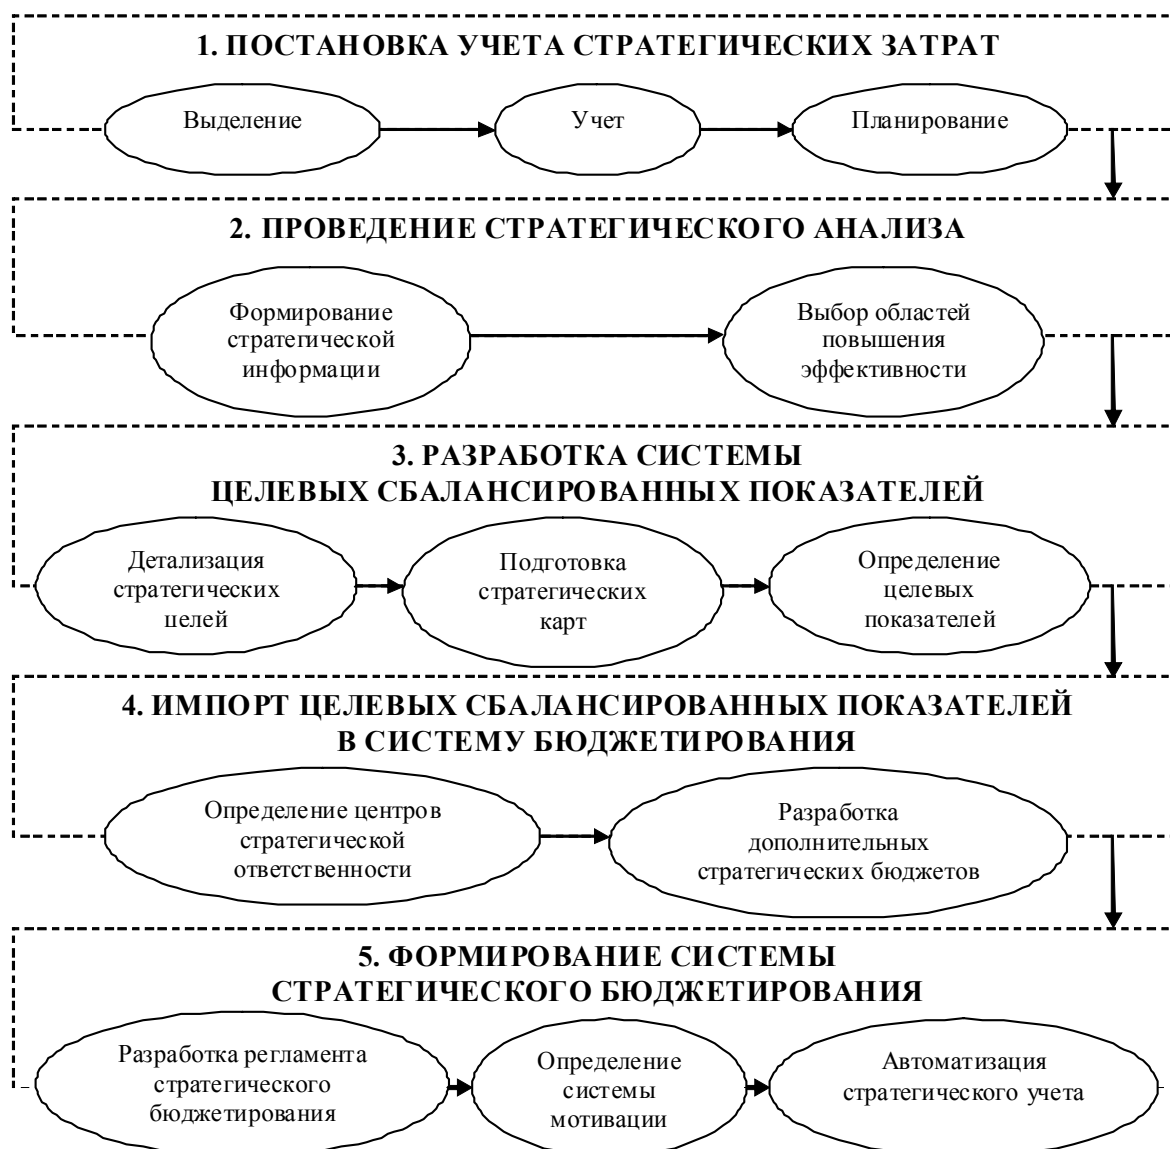 1. ПОСТАНОВКА УЧЕТА СТРАТЕГИЧЕСКИХ ЗАТРАТ
Выделение
Учет
Планирование
2. ПРОВЕДЕНИЕ СТРАТЕГИЧЕСКОГО АНАЛИЗА
Формирование
стратегической
информации
Выбор областей
повышения
эффективности
3. РАЗРАБОТКА СИСТЕМЫ
ЦЕЛЕВЫХ СБАЛАНСИРОВАННЫХ ПОКАЗАТЕЛЕЙ
Детализация
стратегических
целей
Подготовка
стратегических
карт
Определение
целевых
показателей
4. ИМПОРТ ЦЕЛЕВЫХ СБАЛАНСИРОВАННЫХ ПОКАЗАТЕЛЕЙ
В СИСТЕМУ БЮДЖЕТИРОВАНИЯ
Определение центров
стратегической
ответственности
Разработка
дополнительных
стратегических бюджетов
5. ФОРМИРОВАНИЕ СИСТЕМЫ
СТРАТЕГИЧЕСКОГО БЮДЖЕТИРОВАНИЯ
Разработка регламента
стратегического
бюджетирования
Определение
системы
мотивации
Автоматизация
стратегического учета